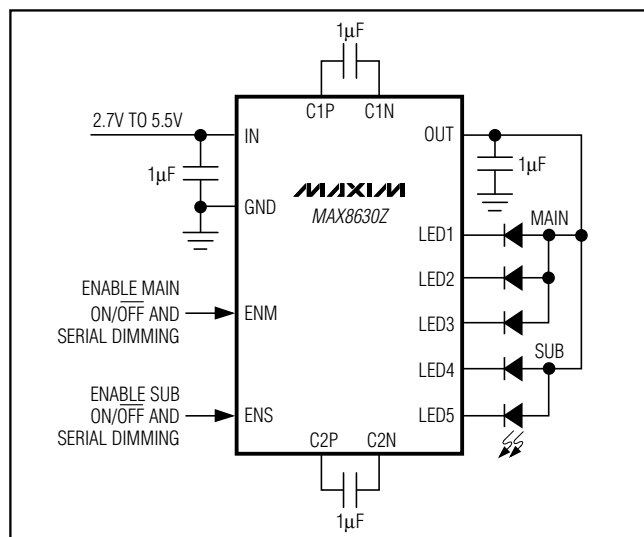 1µF
C1P
C1N
2.7V TO 5.5V
IN
OUT
1µF
1µF
GND
MAXIM
MAX8630Z
LED1
MAIN
LED2
ENABLE MAIN
ON/OFF AND
SERIAL DIMMING
ENM
LED3
SUB
LED4
ENABLE SUB
ON/OFF AND
SERIAL DIMMING
ENS
LED5
C2P
C2N
1µF